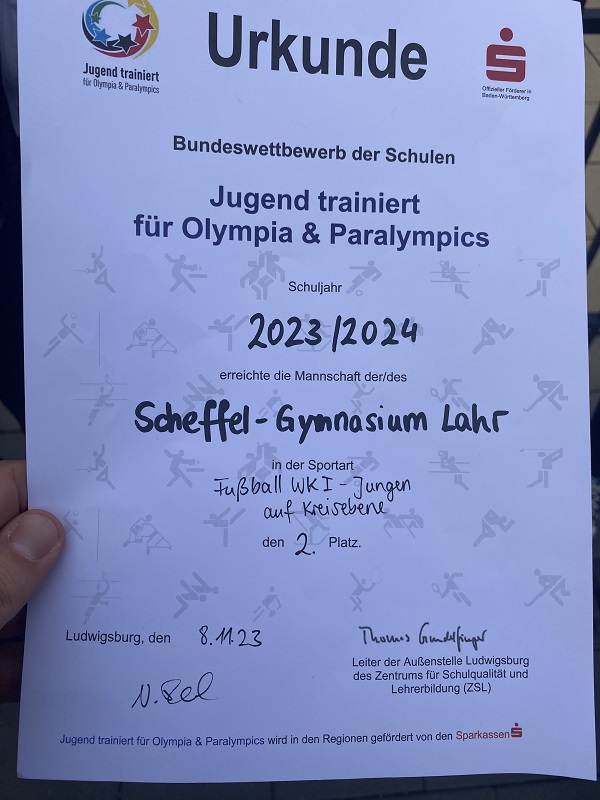 Jugend trainiert
für Olympia & Paralympics
Urkunde
Offizieller Förderer in
Baden-Württemberg
Bundeswettbewerb der Schulen
Jugend trainiert
für Olympia & Paralympics
Schuljahr
2023/2024
erreichte die Mannschaft der/des
Scheffel-Gymnasium Lahr
in der Sportart
Fußball WK I - Jungen
auf Kreisebene
den 2. Platz.
Ludwigsburg, den 8.11.23
Thomas Gundelfinger
Leiter der Außenstelle Ludwigsburg
des Zentrums für Schulqualität und
Lehrerbildung (ZSL)
Jugend trainiert für Olympia & Paralympics wird in den Regionen gefördert von den Sparkassen